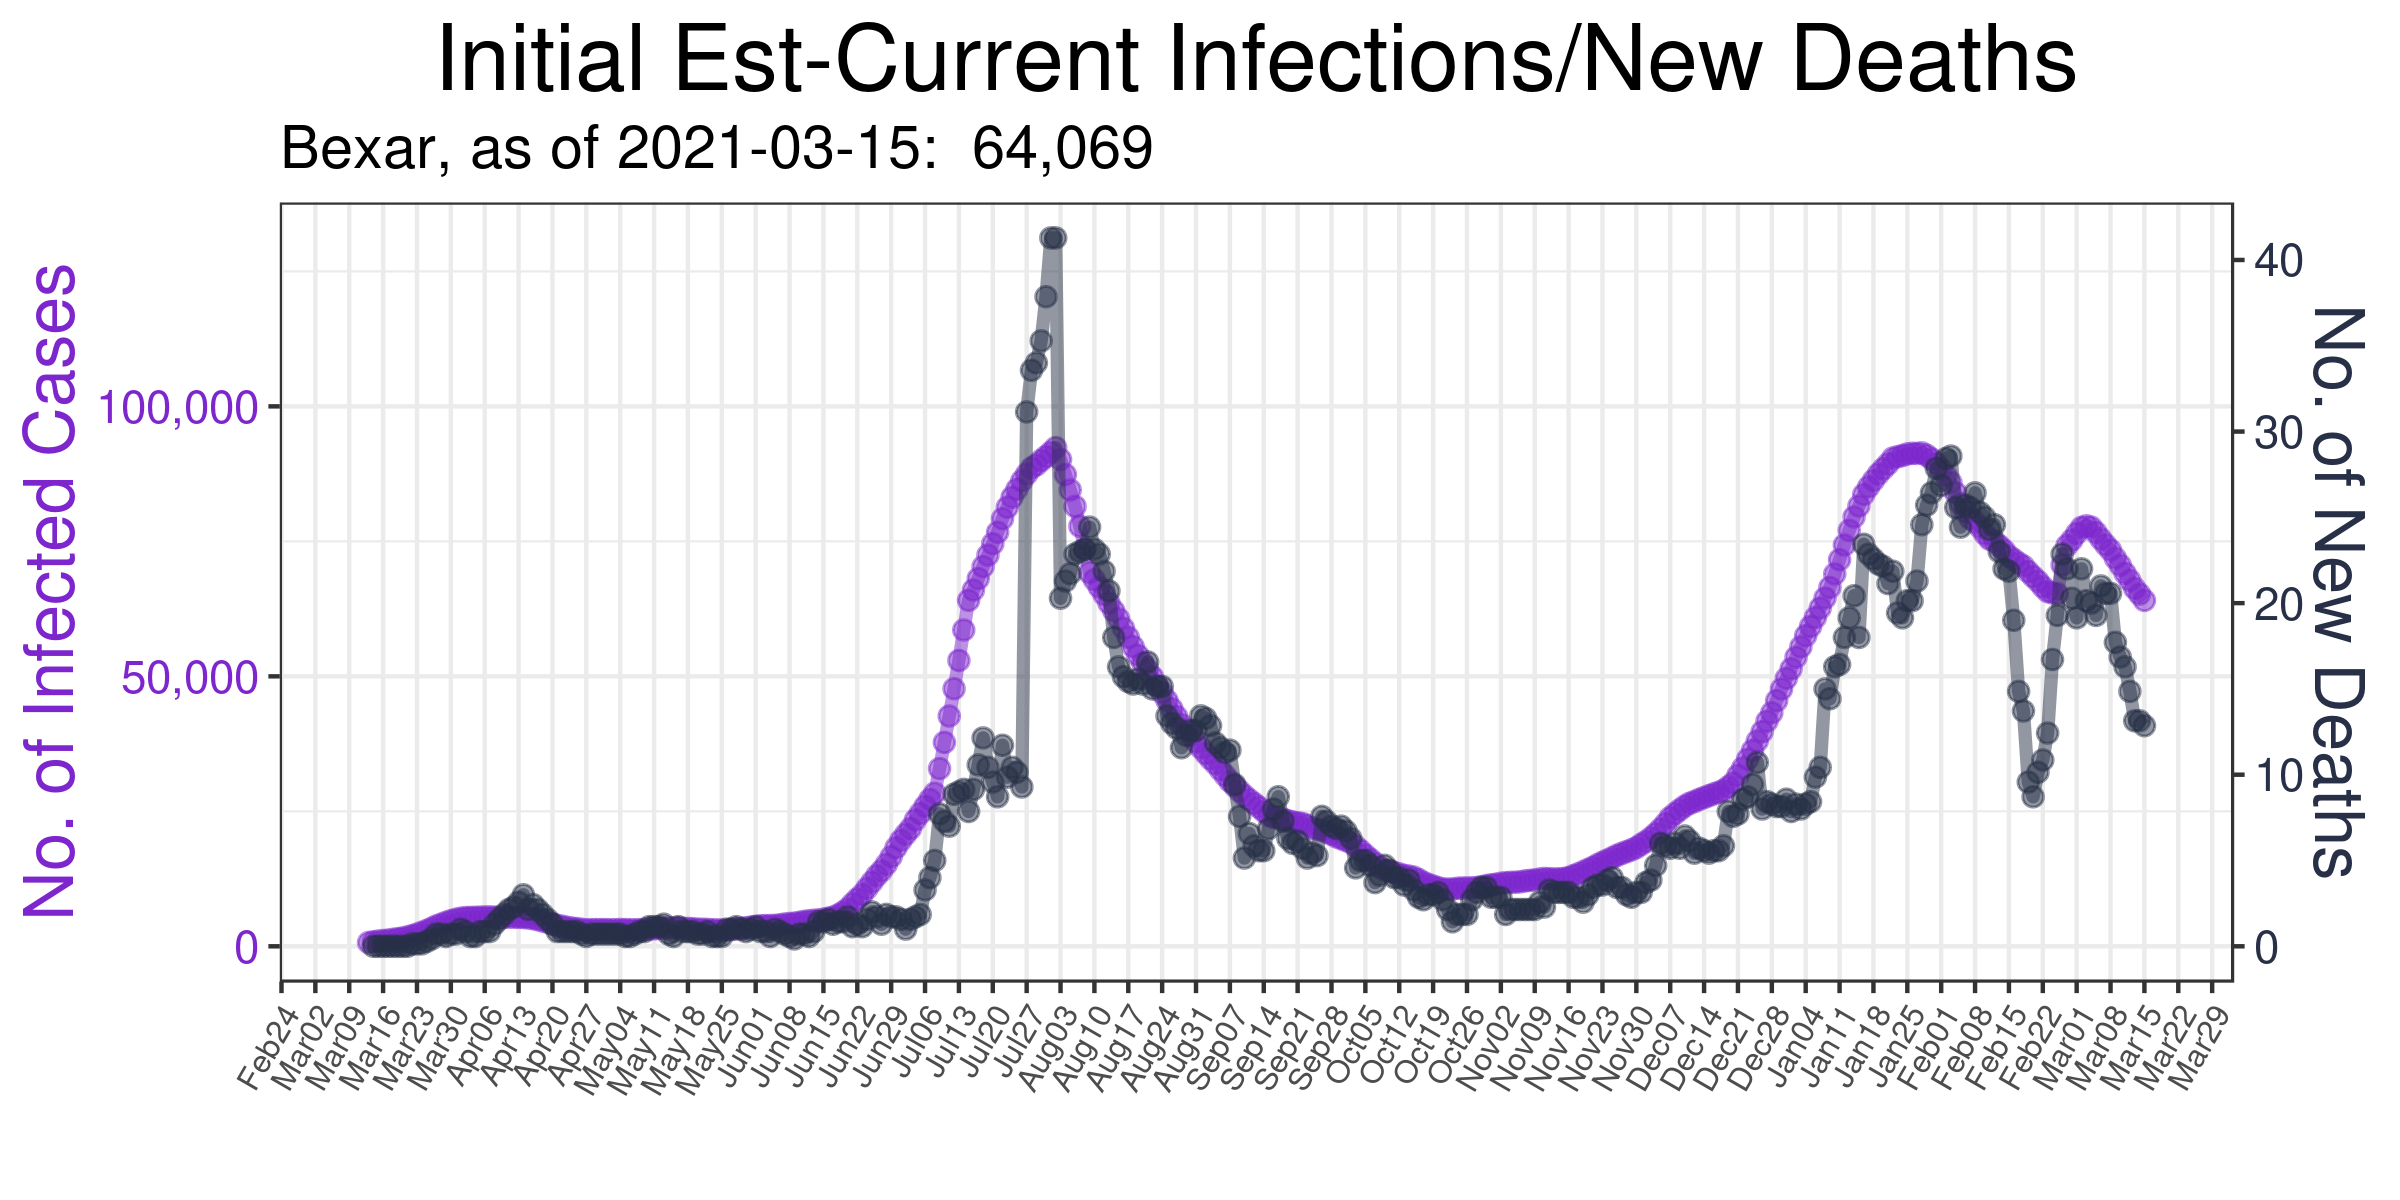 Initial Est-Current Infections/New Deaths
Bexar, as of 2021-03-15:  64,069
No. of Infected Cases
100,000
50,000
0
40
30
20
10
0
No. of New Deaths
Feb24
Mar02
Mar09
Mar16
Mar23
Mar30
Apr06
Apr13
Apr20
Apr27
May04
May11
May18
May25
Jun01
Jun08
Jun15
Jun22
Jun29
Jul06
Jul13
Jul20
Jul27
Aug03
Aug10
Aug17
Aug24
Aug31
Sep07
Sep14
Sep21
Sep28
Oct05
Oct12
Oct19
Oct26
Nov02
Nov09
Nov16
Nov23
Nov30
Dec07
Dec14
Dec21
Dec28
Jan04
Jan11
Jan18
Jan25
Feb01
Feb08
Feb15
Feb22
Mar01
Mar08
Mar15
Mar22
Mar29